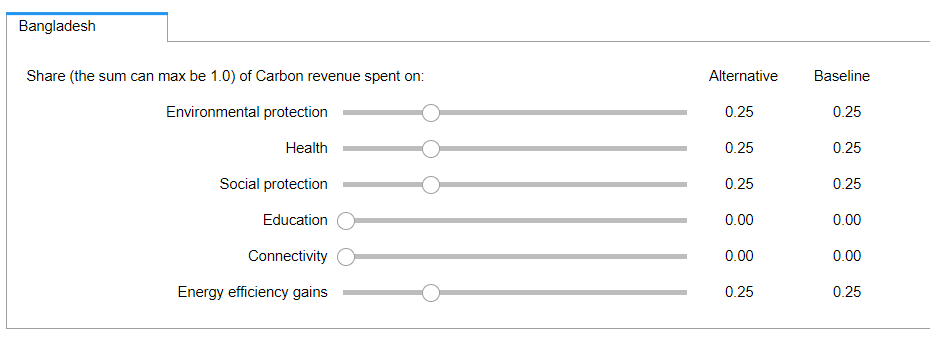 Bangladesh
Share (the sum can max be 1.0) of Carbon revenue spent on: Alternative Baseline
Environmental protection 0.25 0.25
Health 0.25 0.25
Social protection 0.25 0.25
Education 0.00 0.00
Connectivity 0.00 0.00
Energy efficiency gains 0.25 0.25